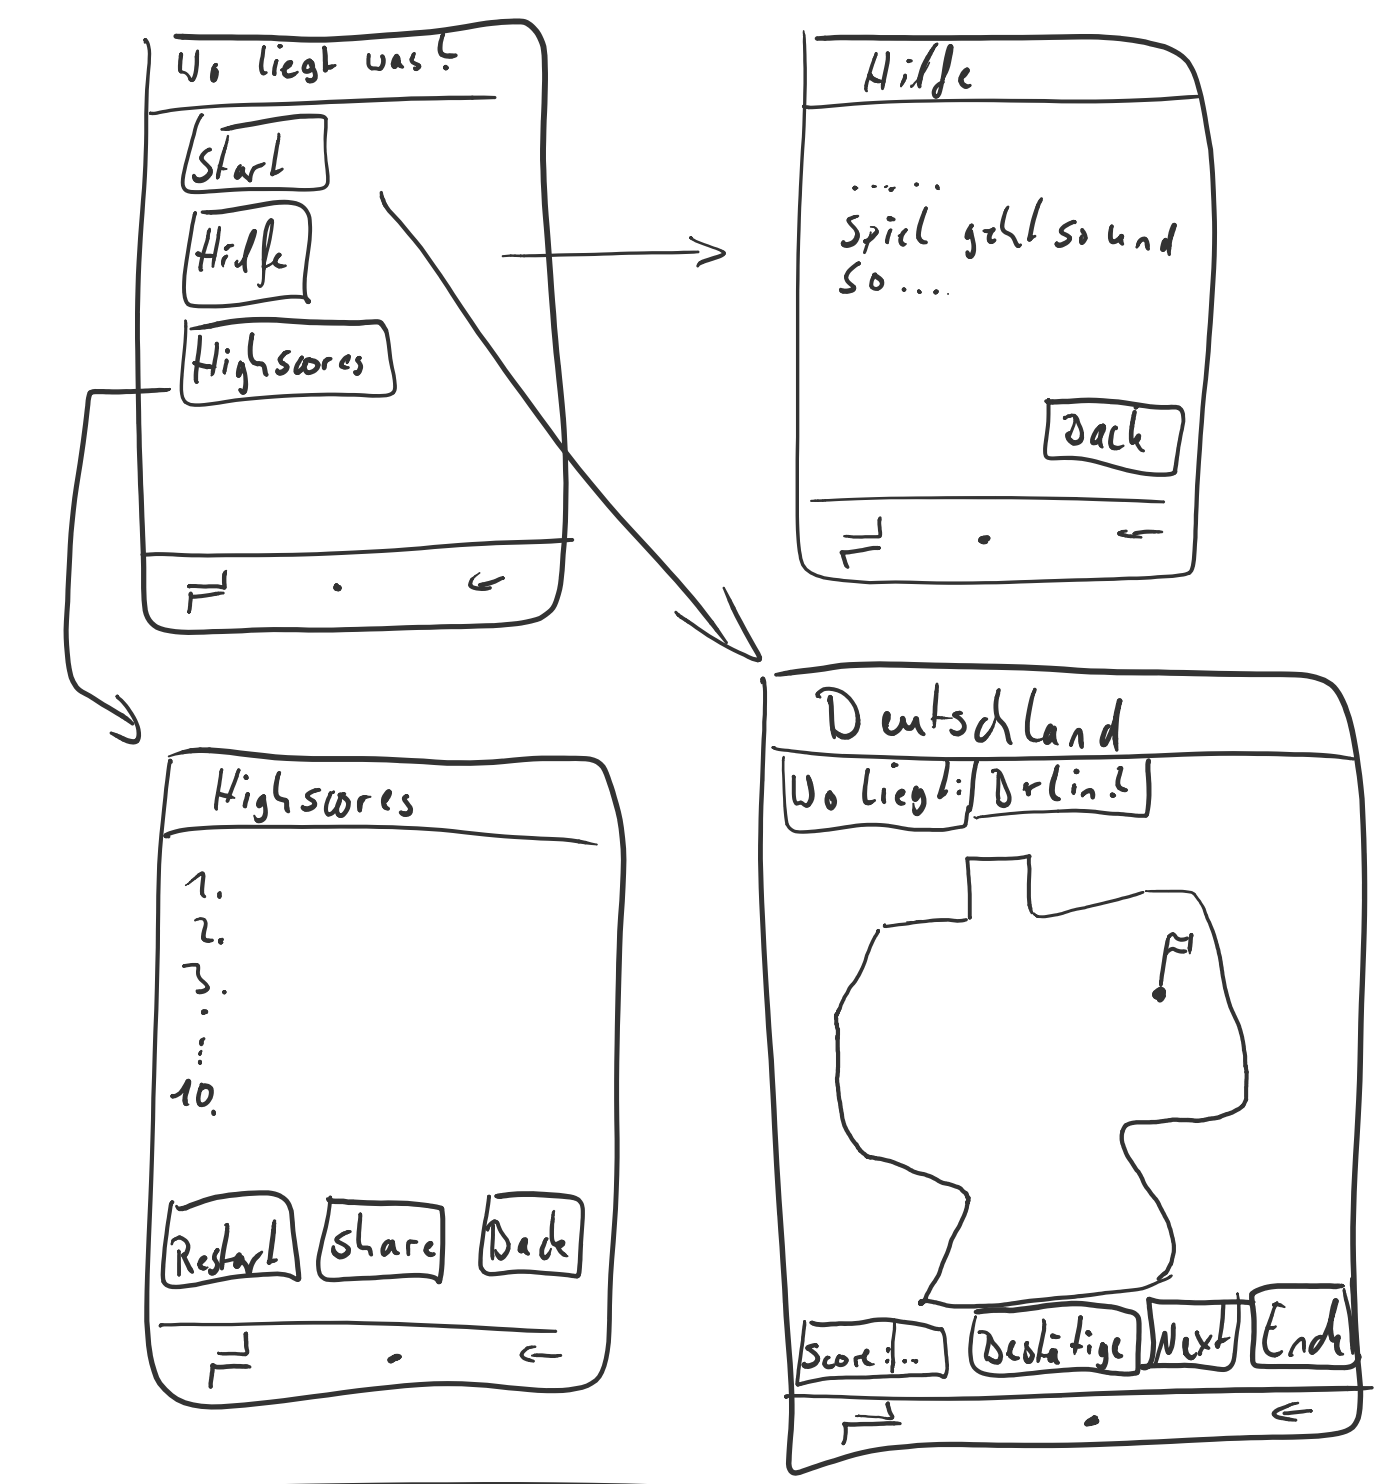 Wo liegt was?
Start
Hilfe
Highscores
Hilfe
.....
Spiel geht so und
so ...
Back
Highscores
1.
2.
3.
.
...
10.
Restart Share Back
Deutschland
Wo liegt: Brlin?
Score:... Bestätige Next Ende